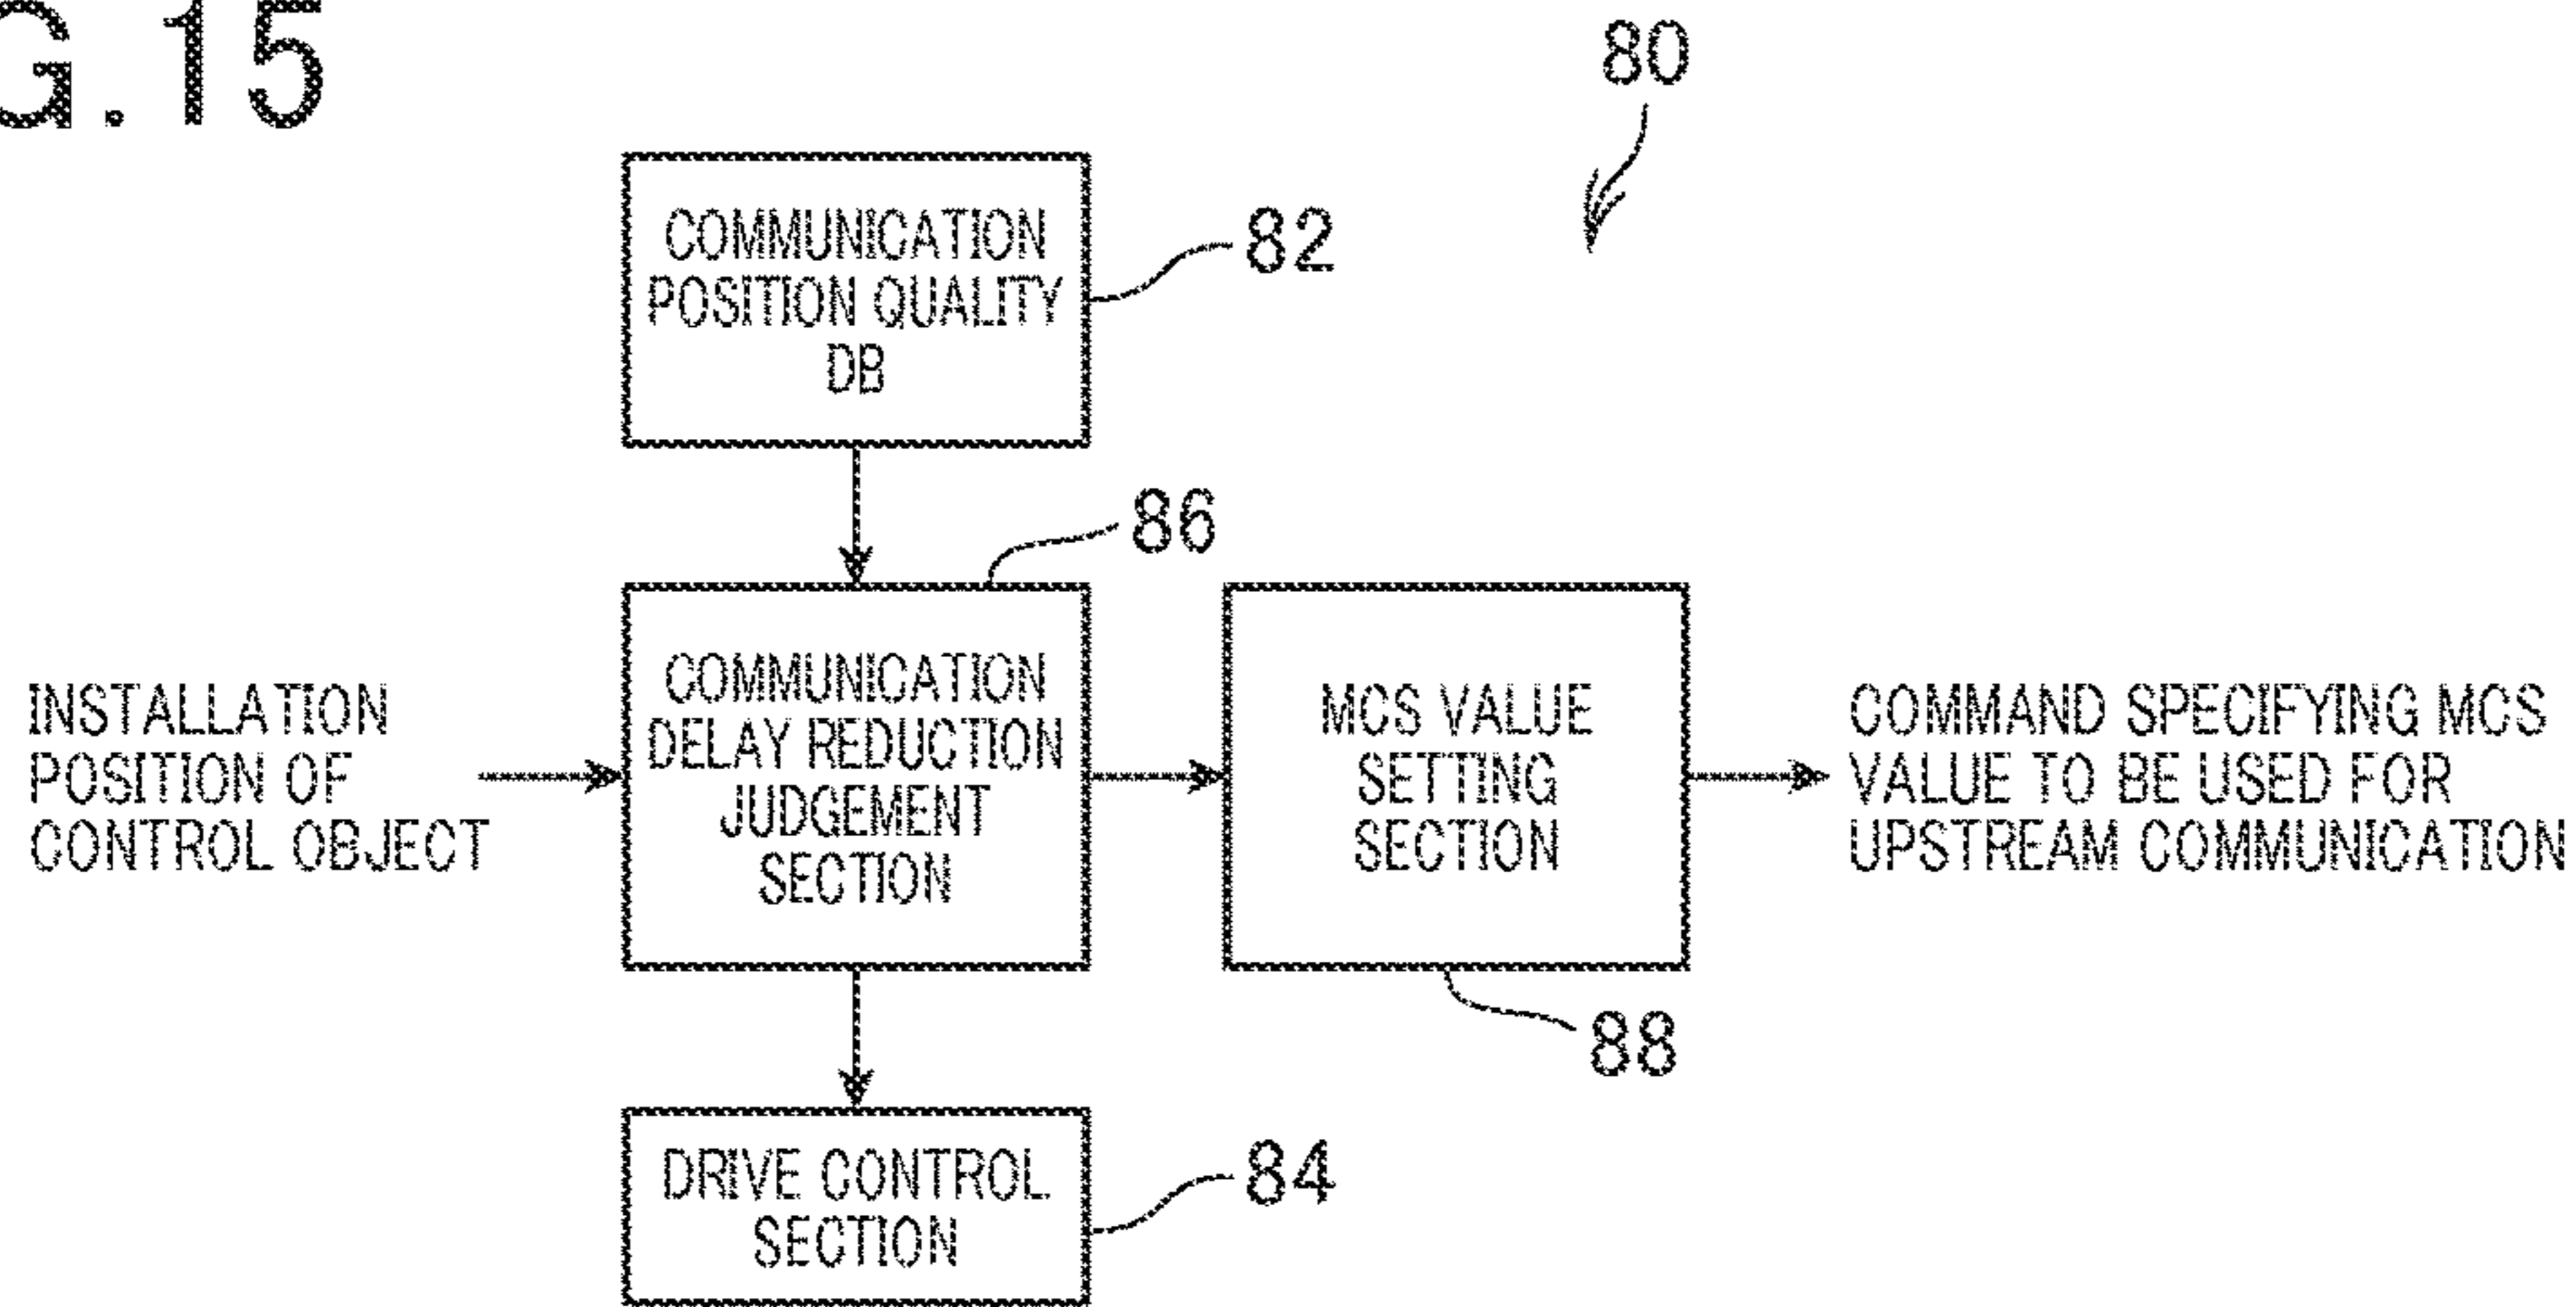 G.15
80
COMMUNICATION
POSITION QUALITY
DB
82
86
INSTALLATION
POSITION OF
CONTROL OBJECT
COMMUNICATION
DELAY REDUCTION
JUDGEMENT
SECTION
MCS VALUE
SETTING
SECTION
COMMAND SPECIFYING MCS
VALUE TO BE USED FOR
UPSTREAM COMMUNICATION
88
DRIVE CONTROL
SECTION
84